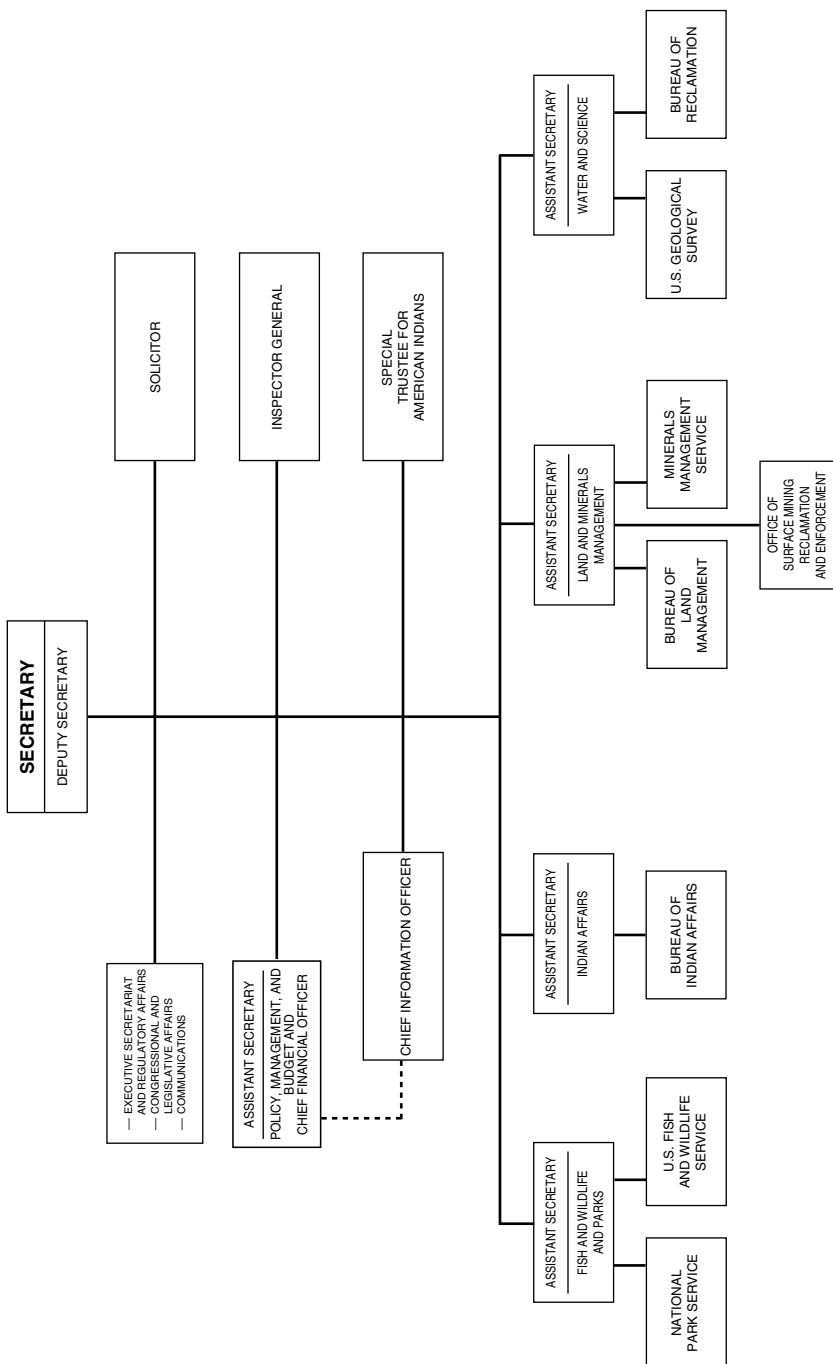 SECRETARY
DEPUTY SECRETARY
— EXECUTIVE SECRETARIAT
AND REGULATORY AFFAIRS
— CONGRESSIONAL AND
LEGISLATIVE AFFAIRS
— COMMUNICATIONS
SOLICITOR
ASSISTANT SECRETARY
POLICY, MANAGEMENT, AND
BUDGET AND
CHIEF FINANCIAL OFFICER
INSPECTOR GENERAL
CHIEF INFORMATION OFFICER
SPECIAL
TRUSTEE FOR
AMERICAN INDIANS
ASSISTANT SECRETARY
FISH AND WILDLIFE
AND PARKS
NATIONAL
PARK SERVICE
U.S. FISH
AND WILDLIFE
SERVICE
ASSISTANT SECRETARY
INDIAN AFFAIRS
BUREAU OF
INDIAN AFFAIRS
ASSISTANT SECRETARY
LAND AND MINERALS
MANAGEMENT
BUREAU OF
LAND
MANAGEMENT
MINERALS
MANAGEMENT
SERVICE
OFFICE OF
SURFACE MINING
RECLAMATION
AND ENFORCEMENT
ASSISTANT SECRETARY
WATER AND SCIENCE
U.S. GEOLOGICAL
SURVEY
BUREAU OF
RECLAMATION